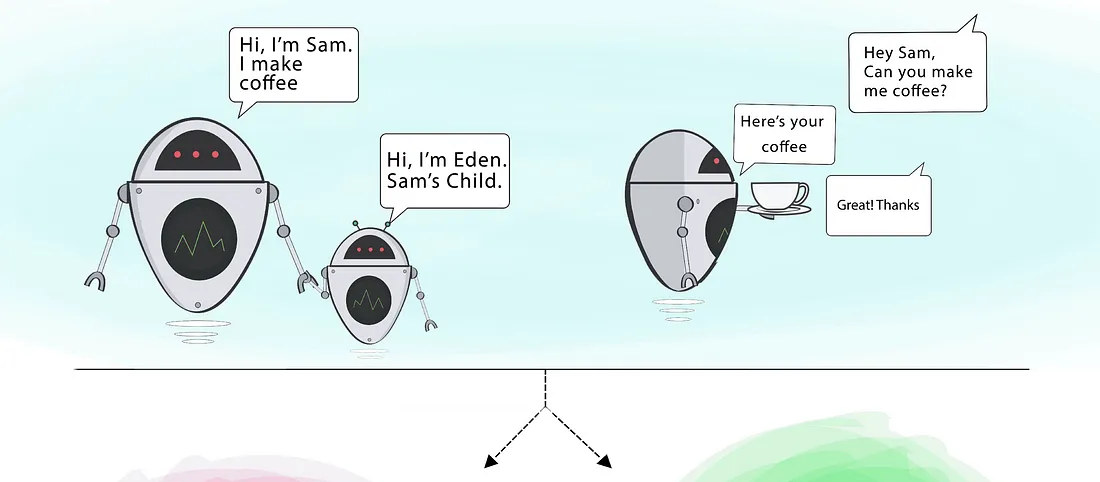 Hi, I'm Sam.
I make
coffee
Hi, I'm Eden.
Sam's Child.
Hey Sam,
Can you make
me coffee?
Here's your
coffee
Great! Thanks